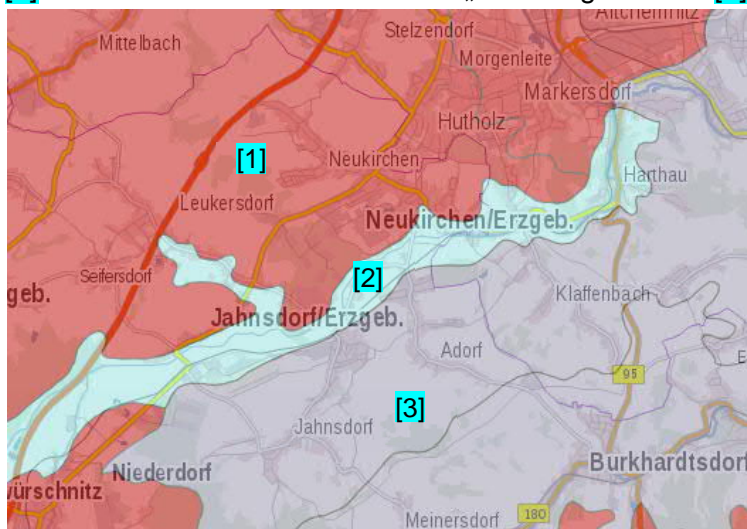 Stelzendorf
Altchemnitz
Mittelbach
Morgenleite
Markersdorf
Hutholz
[1]
Neukirchen
Harthau
Leukersdorf
Neukirchen/Erzgeb.
Seifersdorf
[2]
geb.
Klaffenbach
Jahnsdorf/Erzgeb.
Adorf
95
[3]
Jahnsdorf
Burkhardtsdorf
Niederdorf
würschnitz
180
Meinersdorf